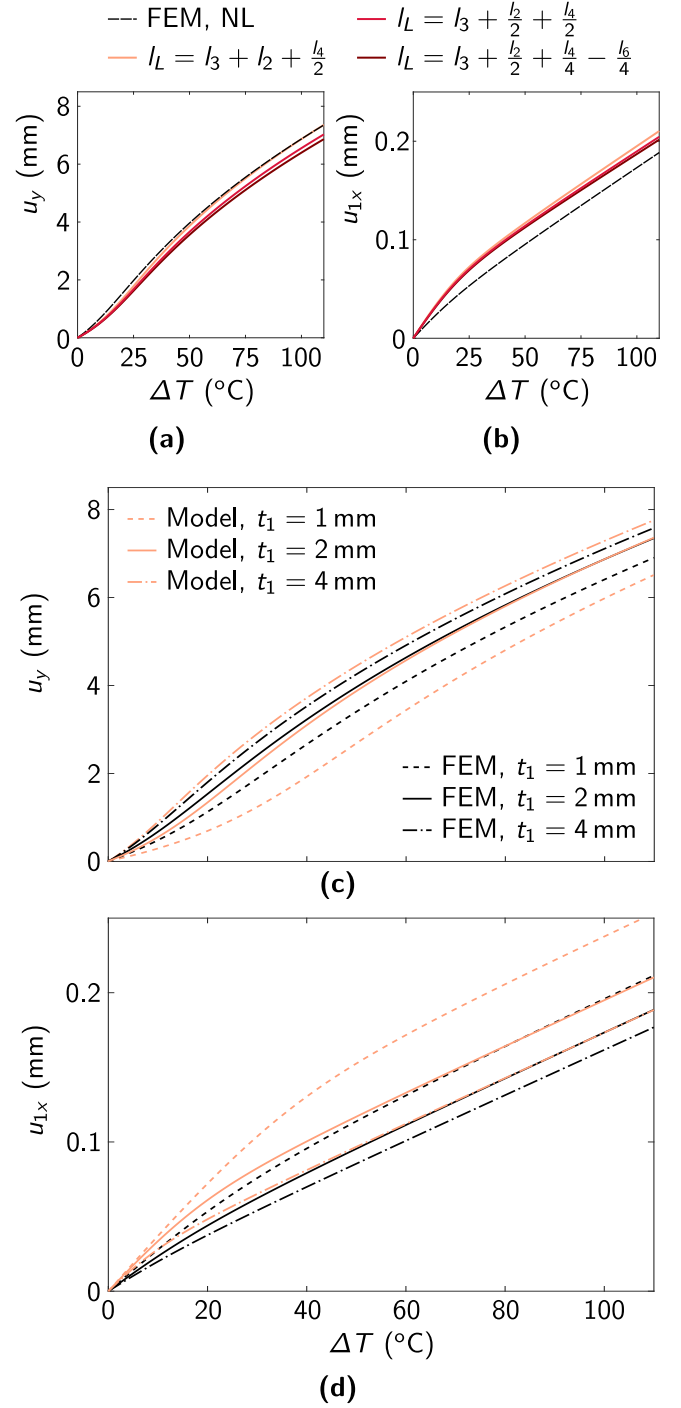 FEM, NL
l_L = l_3 + l_2/2 + l_4/2
l_L = l_3 + l_2 + l_4/2
l_L = l_3 + l_2/2 + l_4/4 − l_6/4
8
6
4
2
0
u_y (mm)
0 25 50 75 100
ΔT (°C)
(a)
0.2
0.1
0
u_{1x} (mm)
0 25 50 75 100
ΔT (°C)
(b)
8
6
4
2
0
u_y (mm)
Model, t_1 = 1 mm
Model, t_1 = 2 mm
Model, t_1 = 4 mm
FEM, t_1 = 1 mm
FEM, t_1 = 2 mm
FEM, t_1 = 4 mm
(c)
0.2
0.1
0
u_{1x} (mm)
0 20 40 60 80 100
ΔT (°C)
(d)